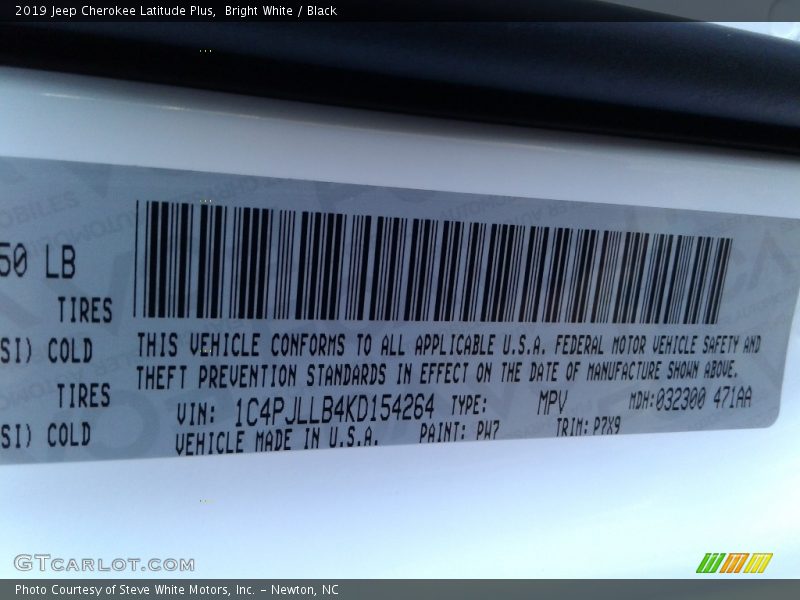 2019 Jeep Cherokee Latitude Plus,  Bright White / Black
50 LB
TIRES
SI) COLD
TIRES
SI) COLD
THIS VEHICLE CONFORMS TO ALL APPLICABLE U.S.A. FEDERAL MOTOR VEHICLE SAFETY AND
THEFT PREVENTION STANDARDS IN EFFECT ON THE DATE OF MANUFACTURE SHOWN ABOVE.
VIN: 1C4PJLLB4KD154264 TYPE: MPV MDH:032300 471AA
VEHICLE MADE IN U.S.A. PAINT: PW7 TRIM: P7X9
GTCARLOT.COM
Photo Courtesy of Steve White Motors, Inc. – Newton, NC